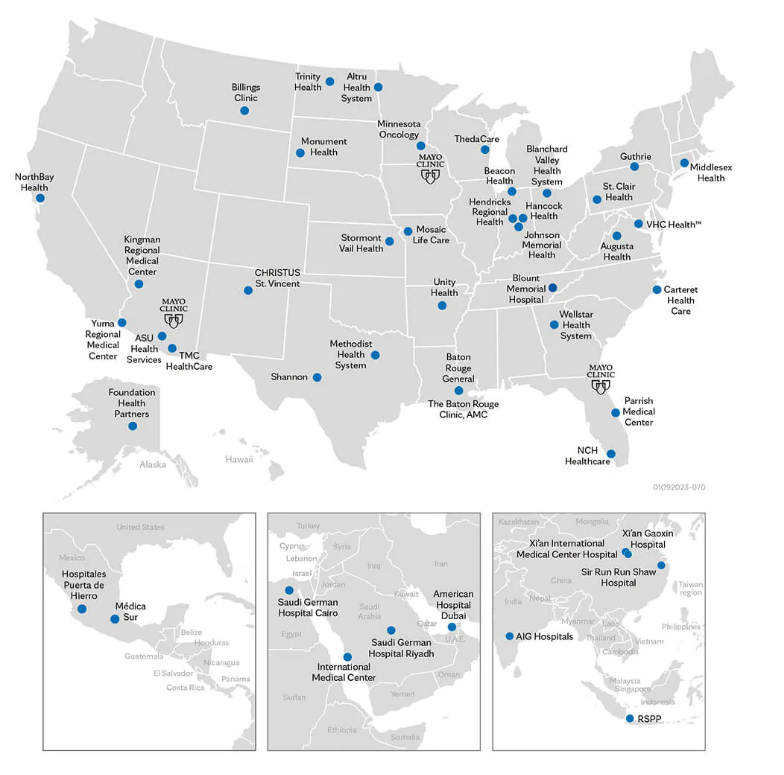 Billings
Clinic
Trinity
Health
Altru
Health
System
Minnesota
Oncology
MAYO
CLINIC
ThedaCare
Blanchard
Valley
Health
System
Beacon
Health
Guthrie
Middlesex
Health
Monument
Health
NorthBay
Health
Hendricks
Regional
Health
Hancock
Health
Johnson
Memorial
Health
St. Clair
Health
VHC Health™
Augusta
Health
Kingman
Regional
Medical
Center
Stormont
Vail Health
Mosaic
Life Care
CHRISTUS
St. Vincent
Unity
Health
Blount
Memorial
Hospital
Carteret
Health
Care
MAYO
CLINIC
Yuma
Regional
Medical
Center
ASU
Health
Services
TMC
HealthCare
Methodist
Health
System
Wellstar
Health
System
Shannon
Baton
Rouge
General
The Baton Rouge
Clinic, AMC
MAYO
CLINIC
Foundation
Health
Partners
Parrish
Medical
Center
NCH
Healthcare
Alaska
Hawaii
01092023-070
United States
Mexico
Hospitales
Puerta de
Hierro
Médica
Sur
Belize
Honduras
Guatemala
Nicaragua
El Salvador
Panama
Costa Rica
Turkey
Cyprus
Syria
Lebanon
Iraq
Iran
Israel
Jordan
Kuwait
Saudi German
Hospital Cairo
Saudi
Arabia
American
Hospital
Dubai
Qatar
U.A.E.
Egypt
Saudi German
Hospital Riyadh
International
Medical Center
Oman
Sudan
Yemen
Ethiopia
Somalia
Kazakhstan
Mongolia
Xi'an Gaoxin
Hospital
Xi'an International
Medical Center Hospital
Sir Run Run Shaw
Hospital
China
Taiwan
region
India
Nepal
Myanmar
Laos
Philippines
AIG Hospitals
Thailand
Vietnam
Cambodia
Malaysia
Singapore
Indonesia
RSPP